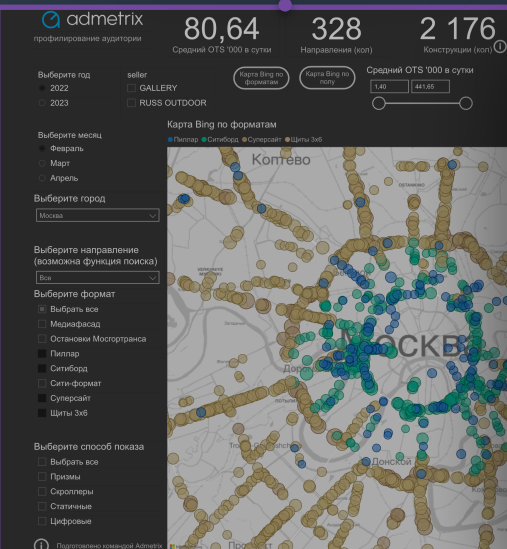 admetrix
профилирование аудитории
80,64
Средний OTS '000 в сутки
328
Направления (кол)
2 176
Конструкции (кол)
Выберите год
2022
2023
seller
GALLERY
RUSS OUTDOOR
Карта Bing по форматам
Карта Bing по полу
Средний OTS '000 в сутки
1,40
441,65
Выберите месяц
Февраль
Март
Апрель
Выберите город
Москва
Выберите направление
(возможна функция поиска)
Все
Выберите формат
Выбрать все
Медиафасад
Остановки Мосгортранса
Пиллар
Ситиборд
Сити-формат
Суперсайт
Щиты 3х6
Выберите способ показа
Выбрать все
Призмы
Скроллеры
Статичные
Цифровые
Подготовлено командой Admetrix
Карта Bing по форматам
Пиллар Ситиборд Суперсайт Щиты 3х6
Коптево
Донской